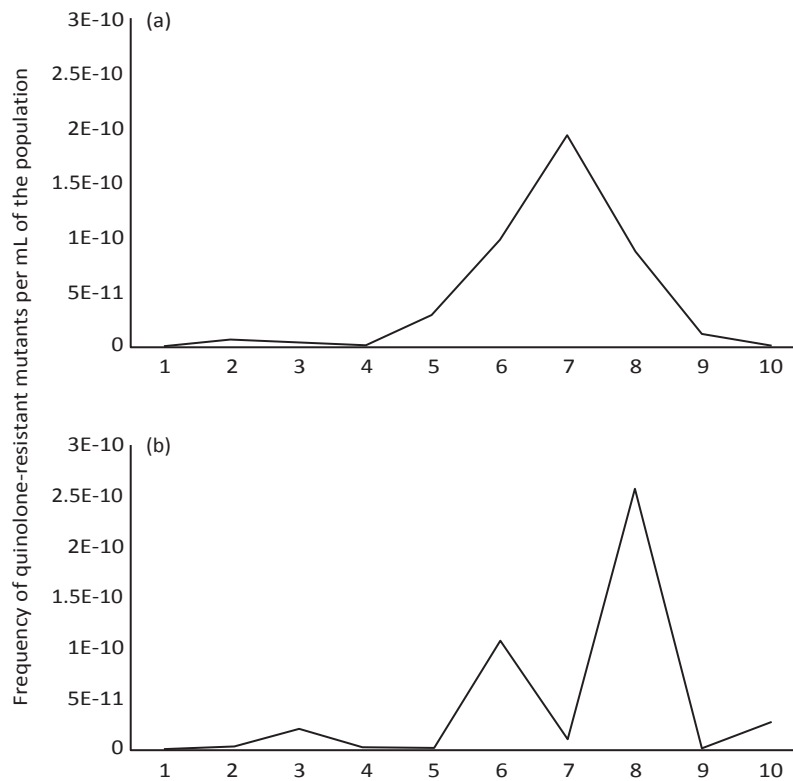 Frequency of quinolone-resistant mutants per mL of the population
(a)
3E-10
2.5E-10
2E-10
1.5E-10
1E-10
5E-11
0
1 2 3 4 5 6 7 8 9 10
(b)
3E-10
2.5E-10
2E-10
1.5E-10
1E-10
5E-11
0
1 2 3 4 5 6 7 8 9 10